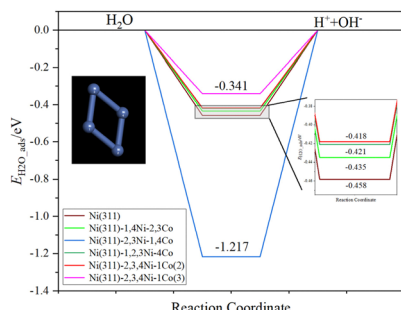 H2O
H++OH-
0.0
-0.2
-0.4
-0.6
-0.8
-1.0
-1.2
-1.4
EH2O_ads/eV
-0.341
-0.418
-0.421
-0.435
-0.458
Reaction Coordinate
-1.217
Ni(311)
Ni(311)-1,4Ni-2,3Co
Ni(311)-2,3Ni-1,4Co
Ni(311)-1,2,3Ni-4Co
Ni(311)-2,3,4Ni-1Co(2)
Ni(311)-2,3,4Ni-1Co(3)
Reaction Coordinate